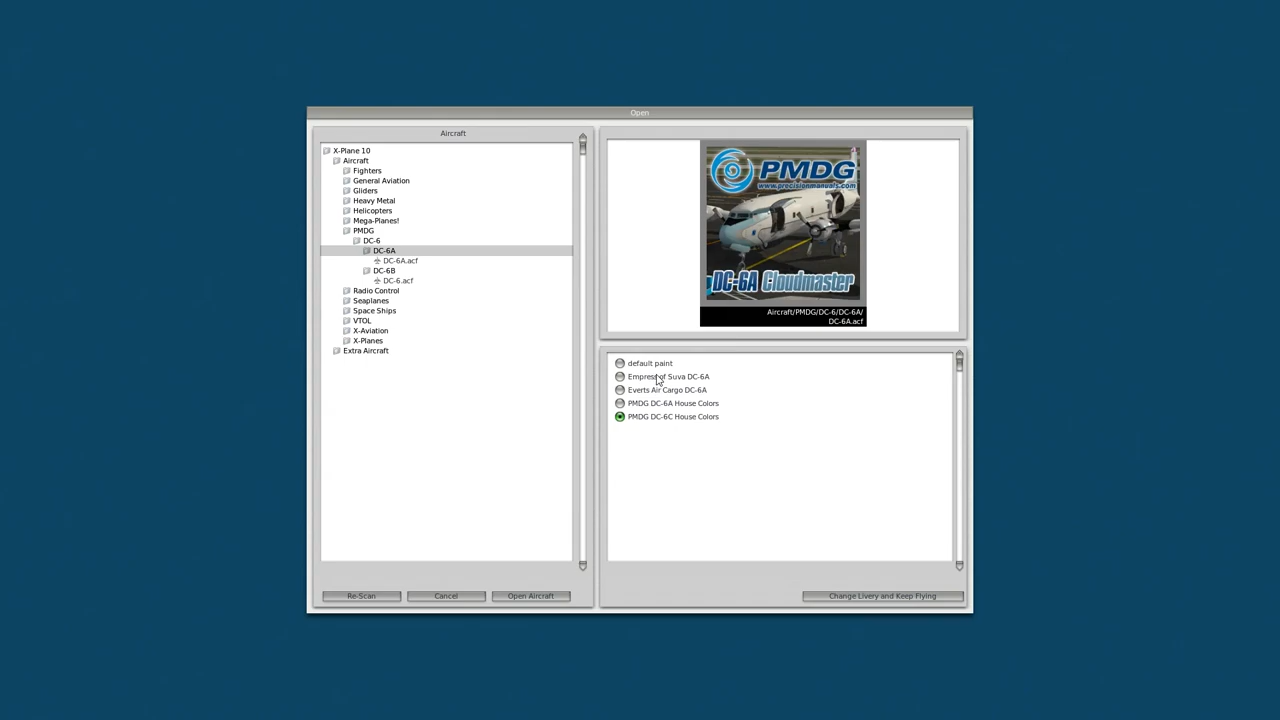 Open
Aircraft
X-Plane 10
Aircraft
Fighters
General Aviation
Gliders
Heavy Metal
Helicopters
Mega-Planes!
PMDG
DC-6
DC-6A
DC-6A.acf
DC-6B
DC-6.acf
Radio Control
Seaplanes
Space Ships
VTOL
X-Aviation
X-Planes
Extra Aircraft
Re-Scan
Cancel
Open Aircraft
PMDG
www.precisionmanuals.com
DC-6A Cloudmaster
Aircraft/PMDG/DC-6/DC-6A/
DC-6A.acf
default paint
Empress of Suva DC-6A
Everts Air Cargo DC-6A
PMDG DC-6A House Colors
PMDG DC-6C House Colors
Change Livery and Keep Flying